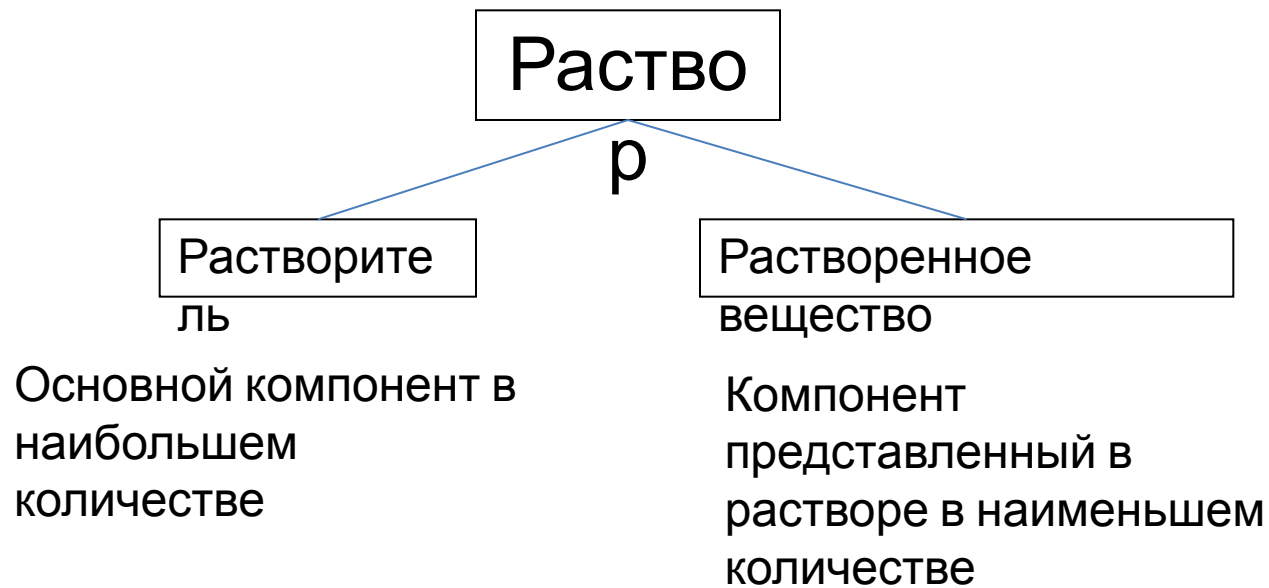 Раство
р
Растворите
ль
Основной компонент в
наибольшем
количестве
Растворенное
вещество
Компонент
представленный в
растворе в наименьшем
количестве